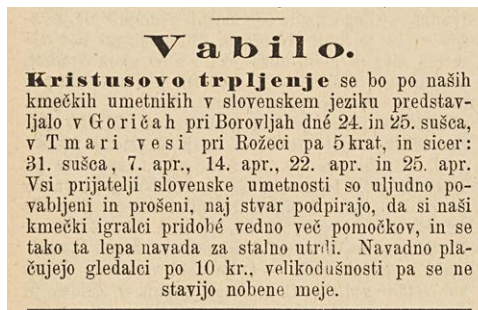 Vabilo.
Kristusovo trpljenje se bo po naših
kmečkih umetnikih v slovenskem jeziku predstav-
ljalo v Goričah pri Borovljah dné 24. in 25. sušca,
v Tmari vesi pri Rožeci pa 5 krat, in sicer:
31. sušca, 7. apr., 14. apr., 22. apr. in 25. apr.
Vsi prijatelji slovenske umetnosti so uljudno po-
vabljeni in prošeni, naj stvar podpirajo, da si naši
kmečki igralci pridobé vedno več pomočkov, in se
tako ta lepa navada za stalno utrdi. Navadno pla-
čujejo gledalci po 10 kr., velikodušnosti pa se ne
stavijo nobene meje.